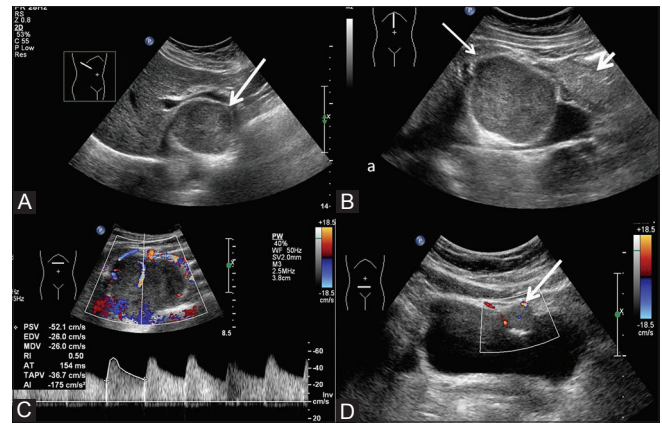 RS
Z 0.8
2D
53%
C 55
P Low
Res
P
X
14-
A
P
X
a
B
P
+18.5
-18.5
cm/s
PW
40%
WF 50Hz
SV2.0mm
M3
2.5MHz
3.8cm
8.5
PSV -52.1 cm/s
EDV -26.0 cm/s
MDV -26.0 cm/s
RI 0.50
AT 154 ms
TAPV -36.7 cm/s
AI -175 cm/s²
-60
-40
-20
Inv
cm/s
20
C
P
+18.5
-18.5
cm/s
X
D